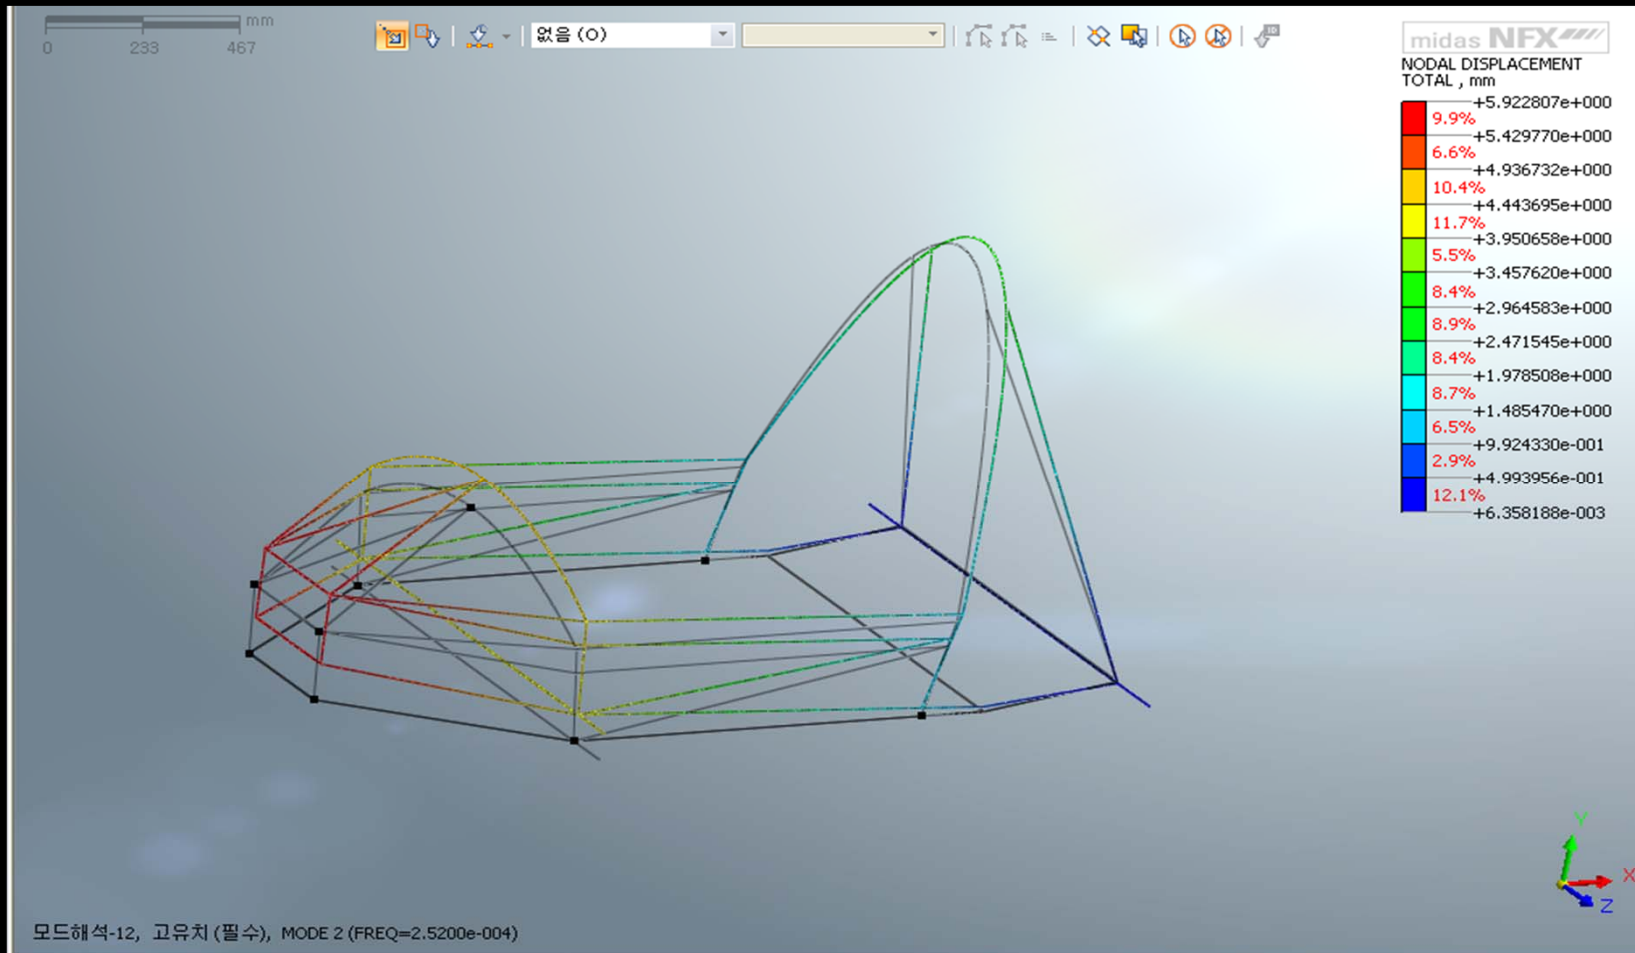 mm
0 233 467
없음 (O)
3D
midas NFX
NODAL DISPLACEMENT
TOTAL , mm
+5.922807e+000
9.9%
+5.429770e+000
6.6%
+4.936732e+000
10.4%
+4.443695e+000
11.7%
+3.950658e+000
5.5%
+3.457620e+000
8.4%
+2.964583e+000
8.9%
+2.471545e+000
8.4%
+1.978508e+000
8.7%
+1.485470e+000
6.5%
+9.924330e-001
2.9%
+4.993956e-001
12.1%
+6.358188e-003
Y
X
Z
모드해석-12, 고유치 (필수), MODE 2 (FREQ=2.5200e-004)